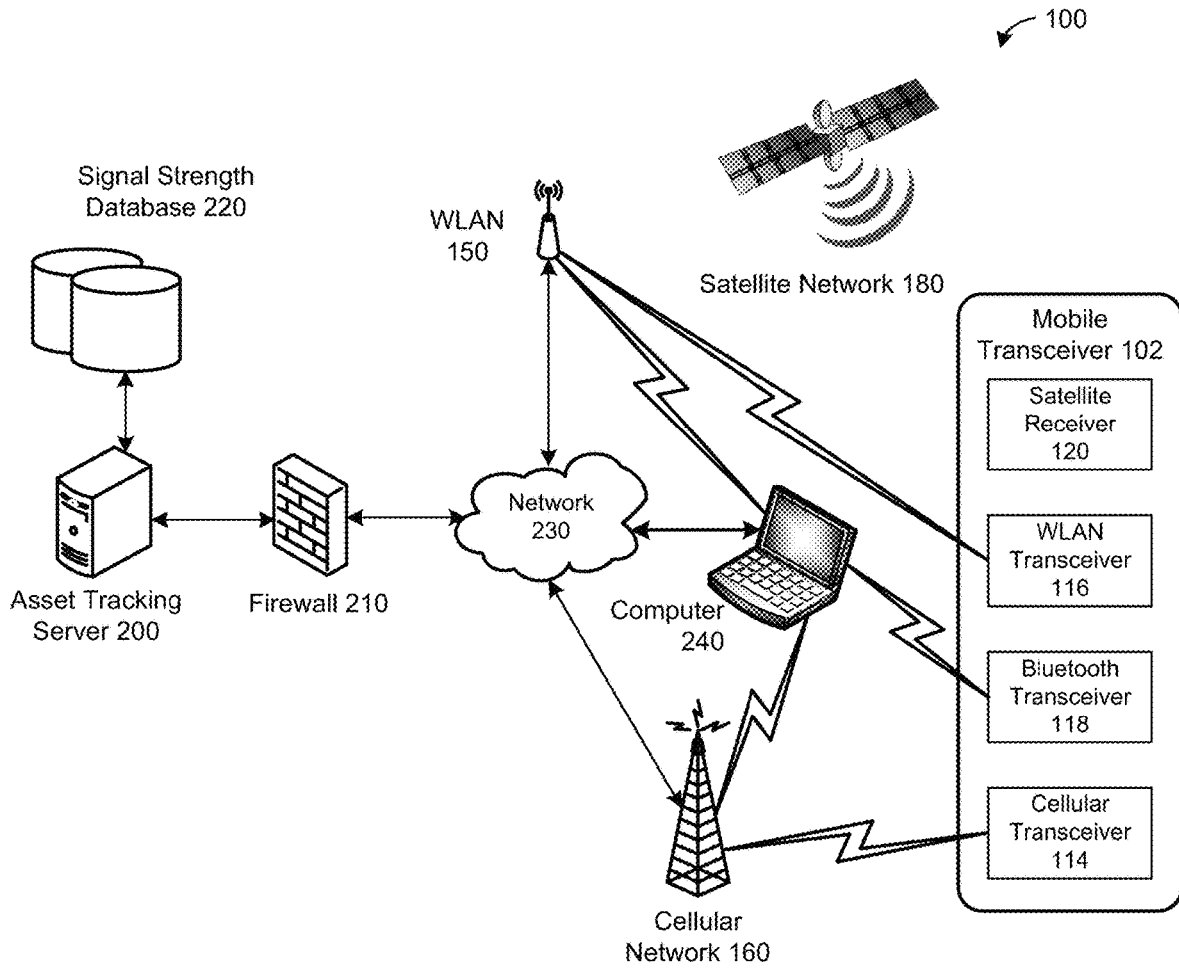 100
Signal Strength
Database 220
WLAN
150
Satellite Network 180
Mobile
Transceiver 102
Satellite
Receiver
120
Network
230
WLAN
Transceiver
116
Asset Tracking
Server 200
Firewall 210
Computer
240
Bluetooth
Transceiver
118
Cellular
Transceiver
114
Cellular
Network 160